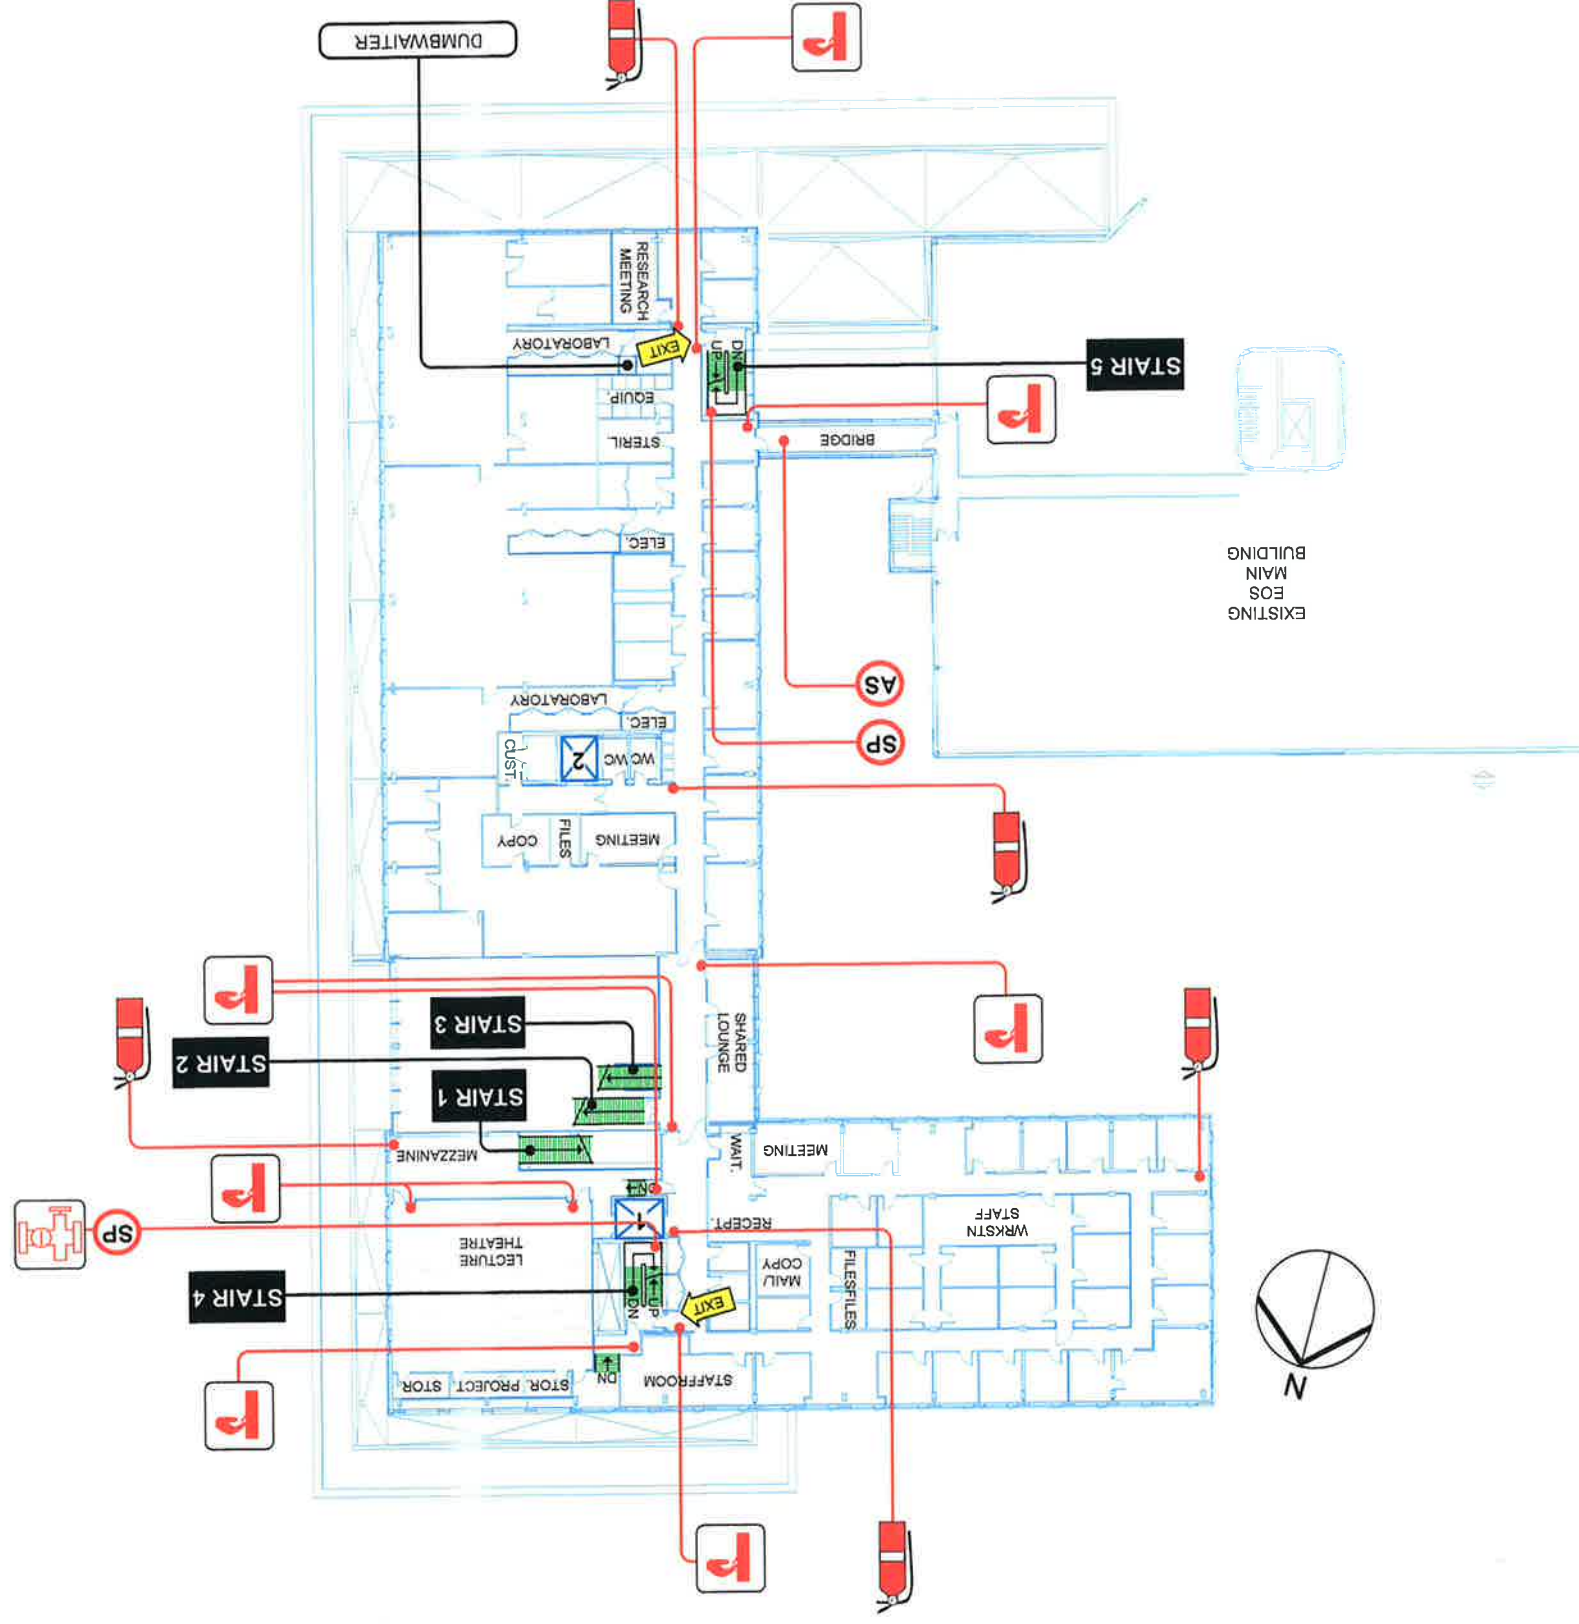 N
STAFFROOM
DN
STOR. PROJECT.
STOR.
EXIT
UP
DN
STAIR 4
FILES
FILES
MAIL/
COPY
LECTURE
THEATRE
WRKSTN
STAFF
RECEPT.
1
SP
DN
MEETING
WAIT.
MEZZANINE
STAIR 1
STAIR 2
STAIR 3
SHARED
LOUNGE
MEETING
FILES
COPY
WC
WC
2
CUST.
SP
ELEC.
LABORATORY
AS
EXISTING
EOS
MAIN
BUILDING
ELEC.
BRIDGE
STERIL
EQUIP.
STAIR 5
DN
UP
EXIT
LABORATORY
RESEARCH
MEETING
DUMBWAITER